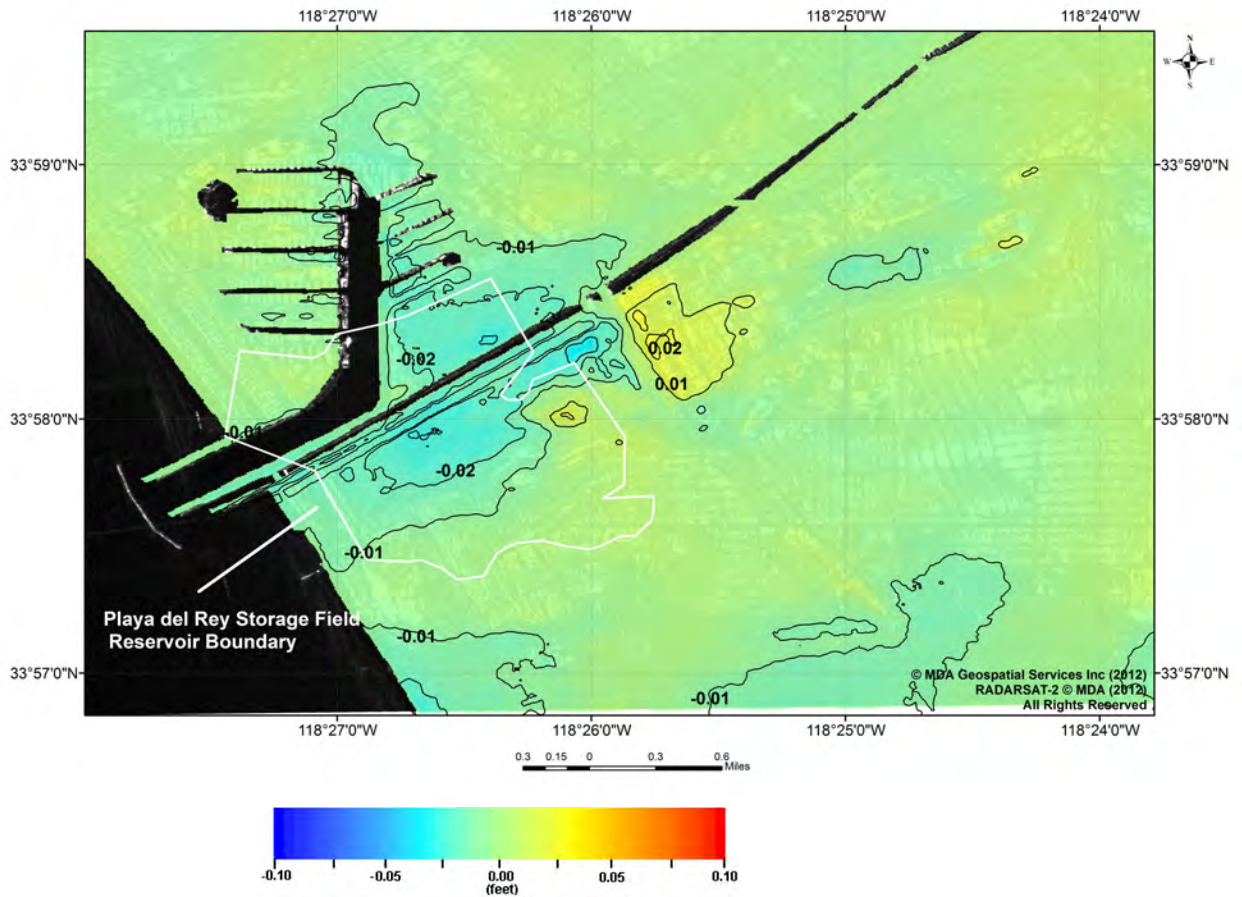 118°27'0"W 118°26'0"W 118°25'0"W 118°24'0"W
N
W E
S
33°59'0"N 33°59'0"N
-0.01
-0.02
0.02
0.01
33°58'0"N 33°58'0"N
-0.01
-0.02
-0.01
Playa del Rey Storage Field
Reservoir Boundary
-0.01
33°57'0"N 33°57'0"N
© MDA Geospatial Services Inc (2012)
RADARSAT-2 © MDA (2012)
-0.01
All Rights Reserved
118°27'0"W 118°26'0"W 118°25'0"W 118°24'0"W
0.3 0.15 0 0.3 0.6
Miles
-0.10 -0.05 0.00 0.05 0.10
(feet)